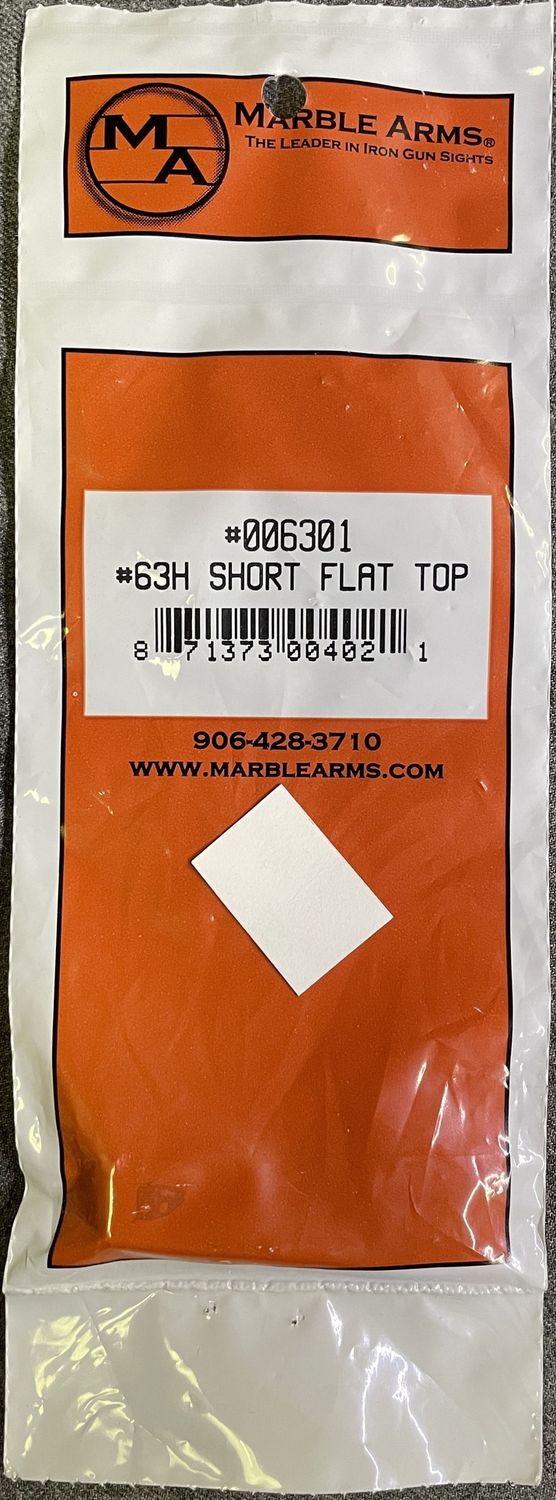 MA
MARBLE ARMS®
THE LEADER IN IRON GUN SIGHTS
#006301
#63H SHORT FLAT TOP
8 71373 00402 1
906-428-3710
WWW.MARBLEARMS.COM